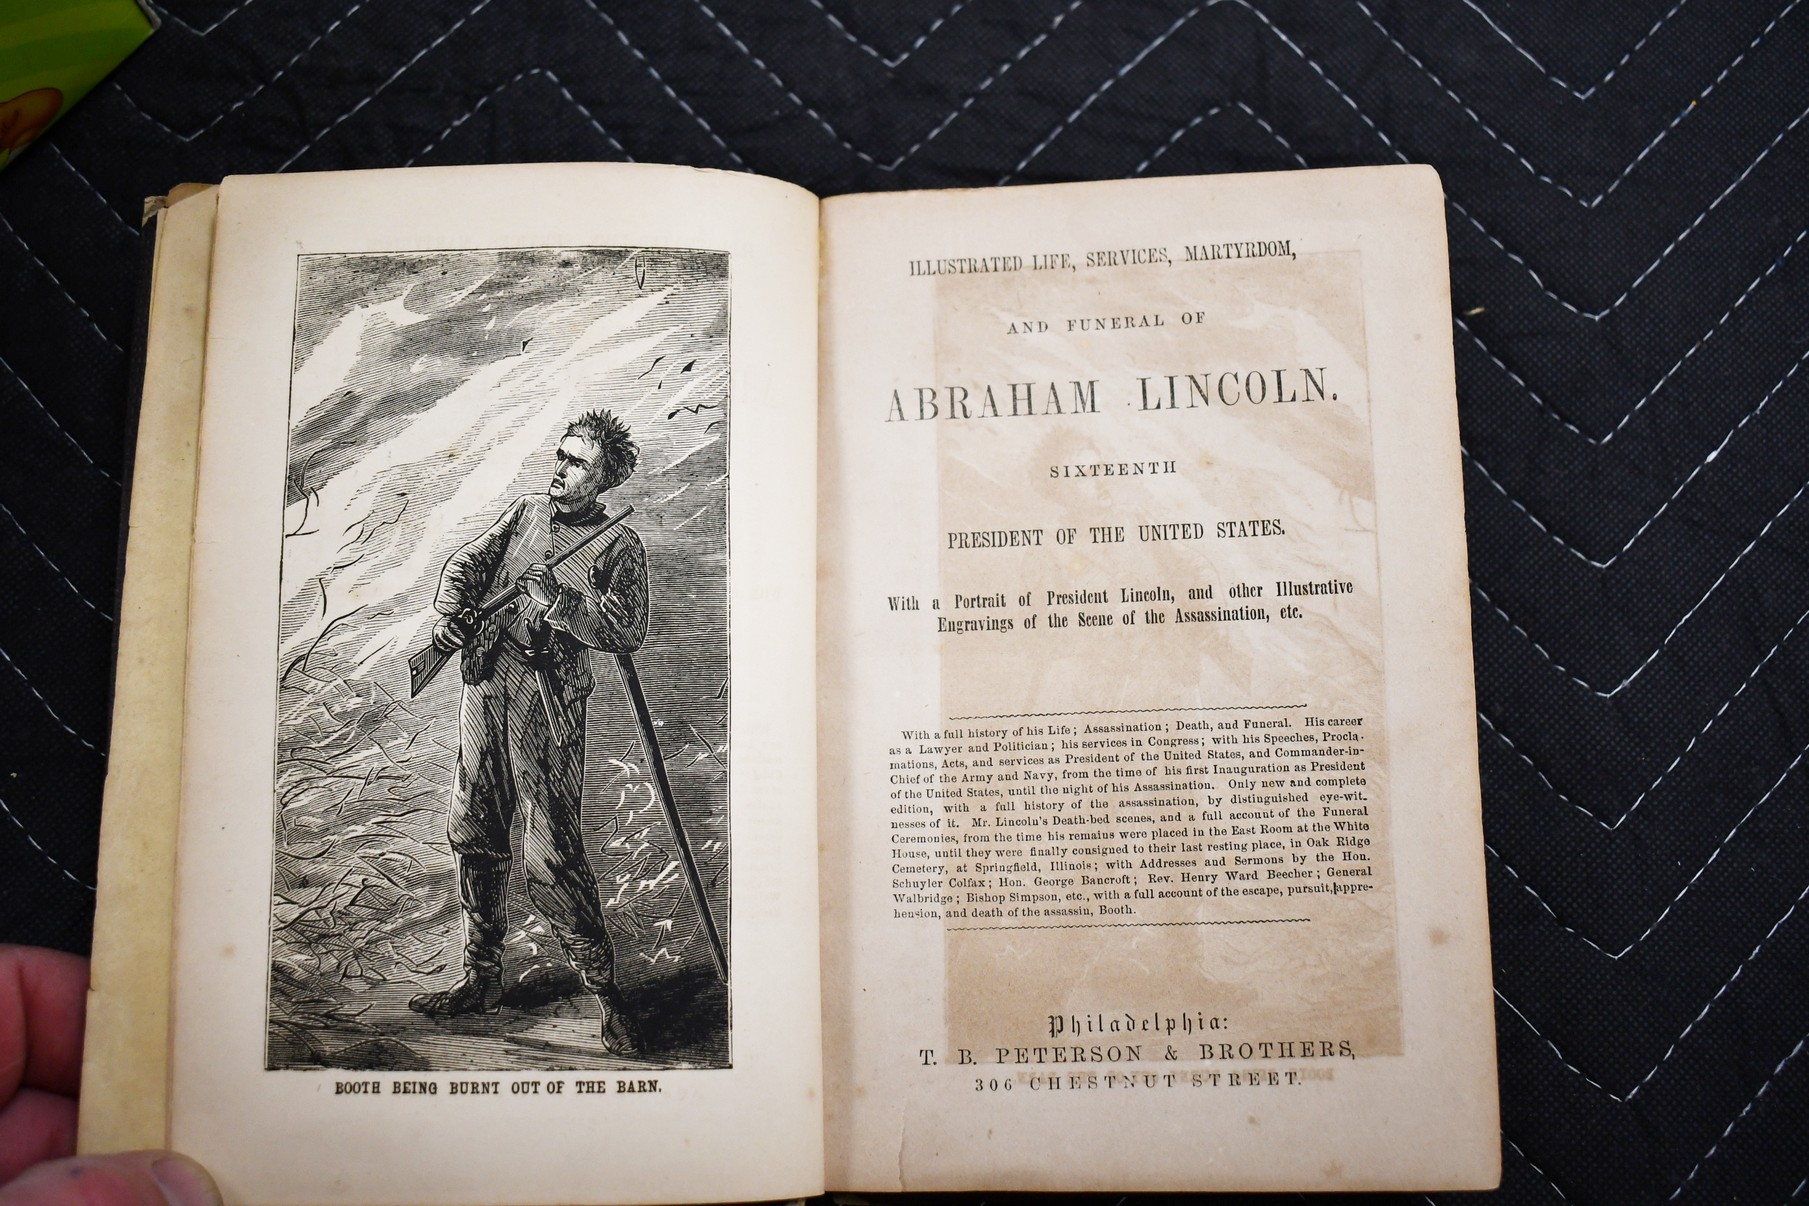 BOOTH BEING BURNT OUT OF THE BARN.
ILLUSTRATED LIFE, SERVICES, MARTYRDOM,
AND FUNERAL OF
ABRAHAM LINCOLN.
SIXTEENTH
PRESIDENT OF THE UNITED STATES.
With a Portrait of President Lincoln, and other Illustrative
Engravings of the Scene of the Assassination, etc.
With a full history of his Life; Assassination; Death, and Funeral. His career
as a Lawyer and Politician; his services in Congress; with his Speeches, Procla-
mations, Acts, and services as President of the United States, and Commander-in-
Chief of the Army and Navy, from the time of his first Inauguration as President
of the United States, until the night of his Assassination. Only new and complete
edition, with a full history of the assassination, by distinguished eye-wit-
nesses of it. Mr. Lincoln's Death-bed scenes, and a full account of the Funeral
Ceremonies, from the time his remains were placed in the East Room at the White
House, until they were finally consigned to their last resting place, in Oak Ridge
Cemetery, at Springfield, Illinois; with Addresses and Sermons by the Hon.
Schuyler Colfax; Hon. George Bancroft; Rev. Henry Ward Beecher; General
Walbridge; Bishop Simpson, etc., with a full account of the escape, pursuit, appre-
hension, and death of the assassin, Booth.
Philadelphia:
T. B. PETERSON & BROTHERS,
306 CHESTNUT STREET.